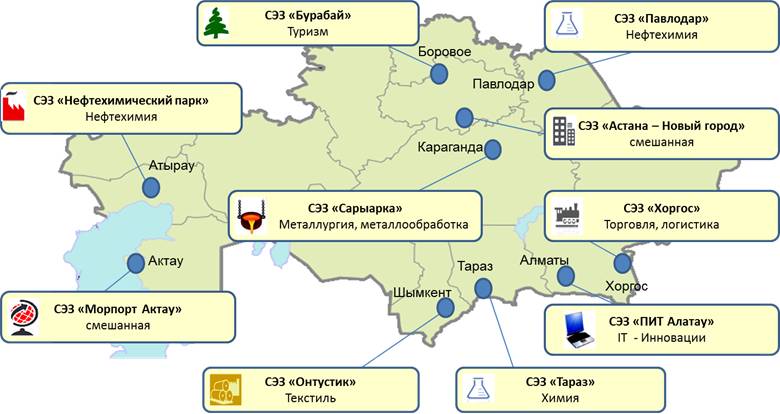 СЭЗ «Бурабай»
Туризм
СЭЗ «Павлодар»
Нефтехимия
Боровое
Павлодар
СЭЗ «Нефтехимический парк»
Нефтехимия
СЭЗ «Астана – Новый город»
смешанная
Караганда
Атырау
СЭЗ «Сарыарка»
Металлургия, металлообработка
СЭЗ «Хоргос»
Торговля, логистика
Актау
Тараз
Алматы
Хоргос
Шымкент
СЭЗ «Морпорт Актау»
смешанная
СЭЗ «ПИТ Алатау»
IT - Инновации
СЭЗ «Онтустик»
Текстиль
СЭЗ «Тараз»
Химия